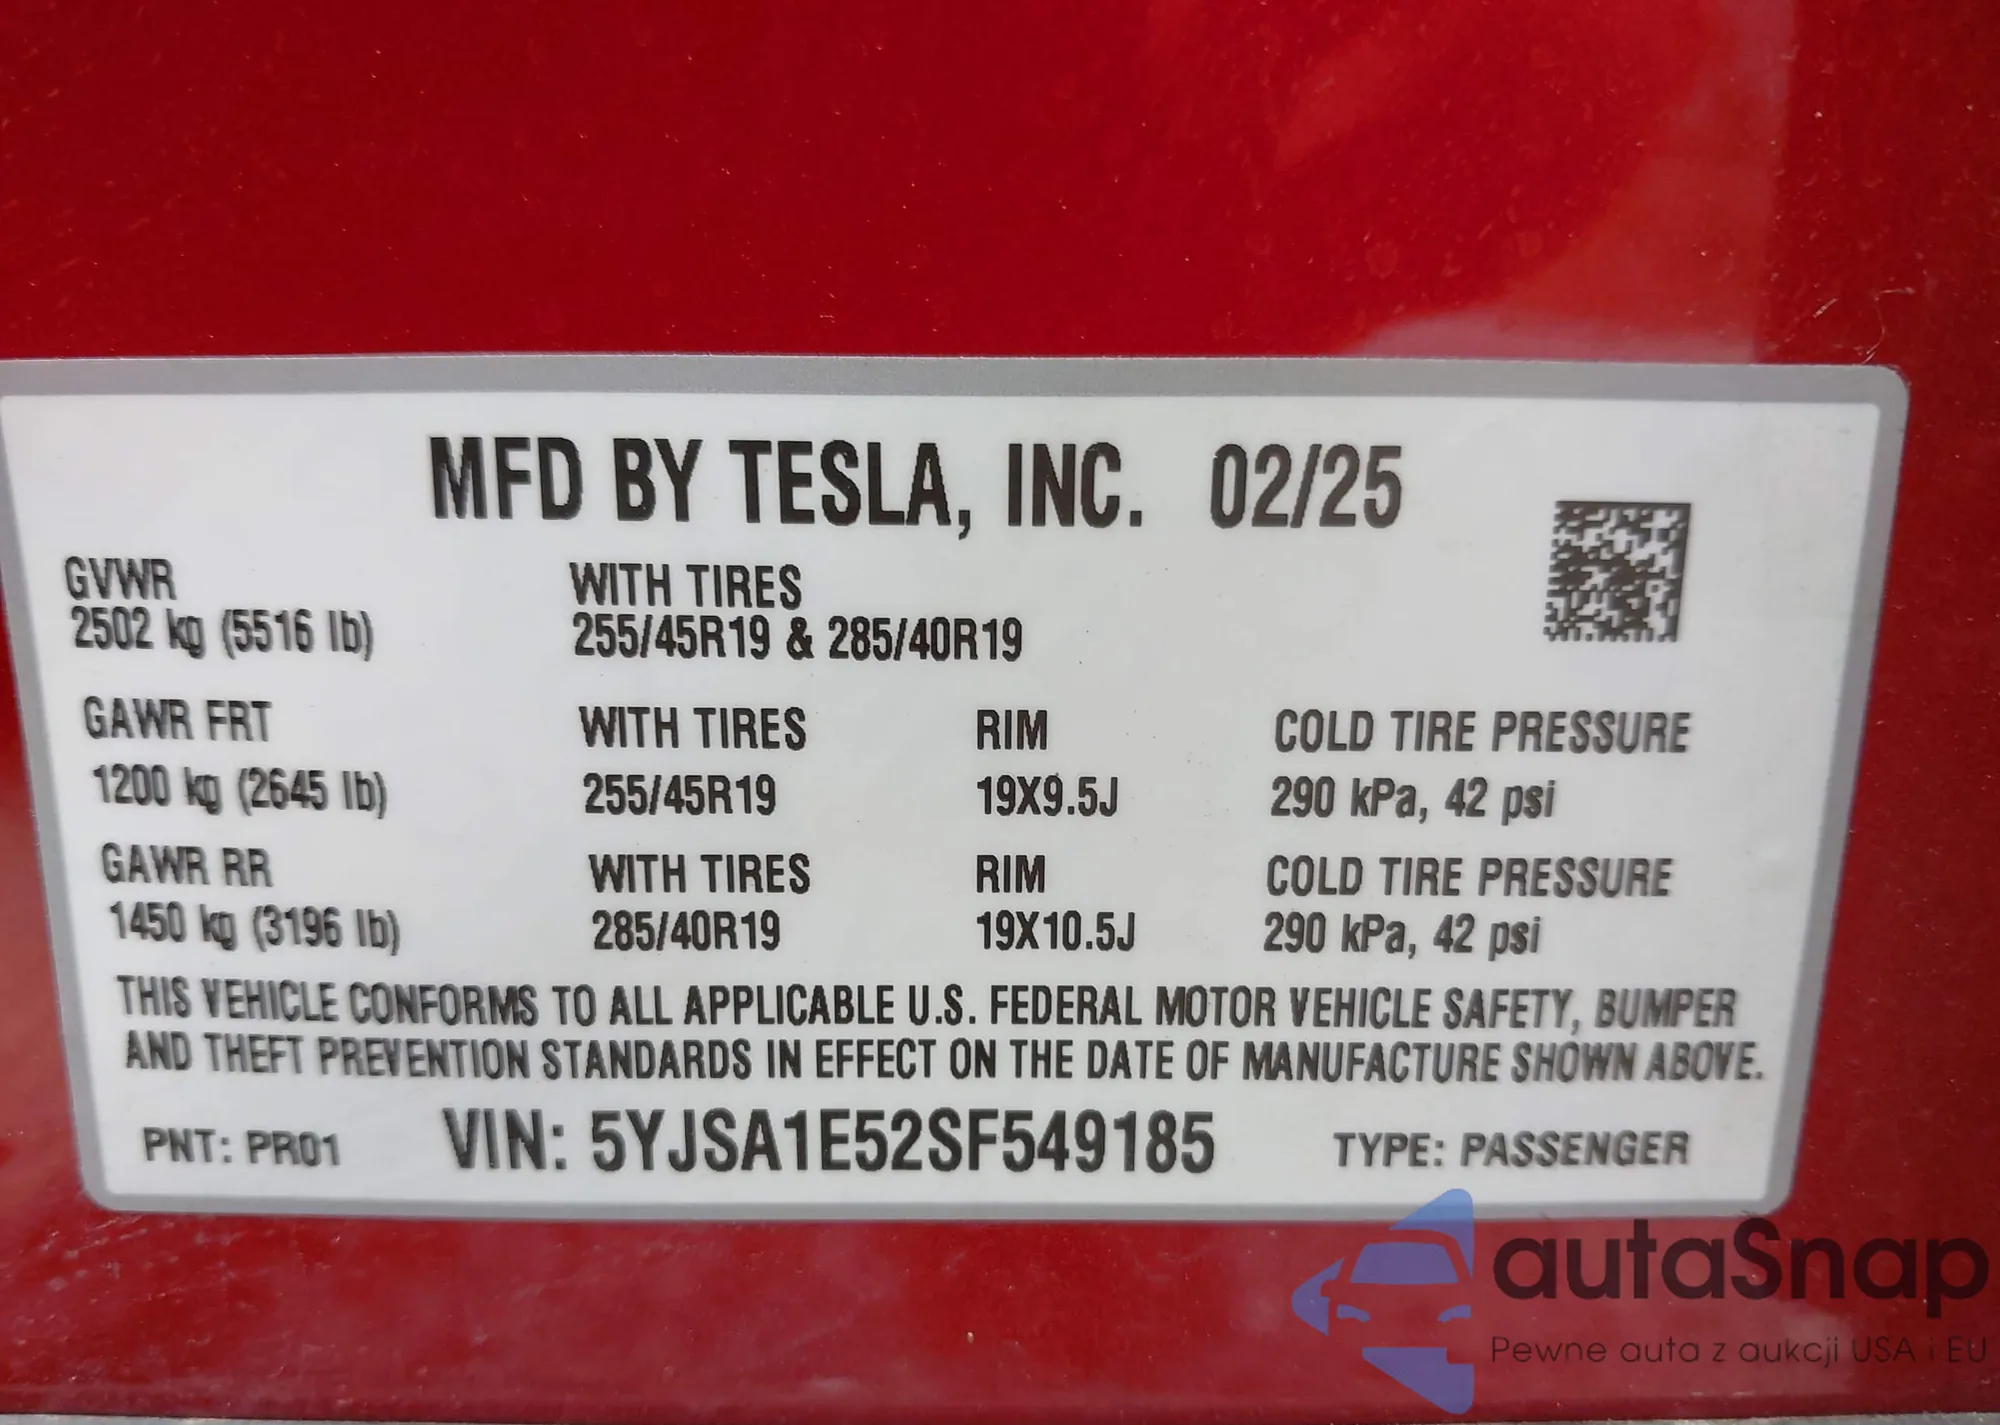 MFD BY TESLA, INC. 02/25
GVWR WITH TIRES
2502 kg (5516 lb) 255/45R19 & 285/40R19
GAWR FRT WITH TIRES RIM COLD TIRE PRESSURE
1200 kg (2645 lb) 255/45R19 19X9.5J 290 kPa, 42 psi
GAWR RR WITH TIRES RIM COLD TIRE PRESSURE
1450 kg (3196 lb) 285/40R19 19X10.5J 290 kPa, 42 psi
THIS VEHICLE CONFORMS TO ALL APPLICABLE U.S. FEDERAL MOTOR VEHICLE SAFETY, BUMPER
AND THEFT PREVENTION STANDARDS IN EFFECT ON THE DATE OF MANUFACTURE SHOWN ABOVE.
PNT: PR01 VIN: 5YJSA1E52SF549185 TYPE: PASSENGER
autaSnap
Pewne auta z aukcji USA i EU